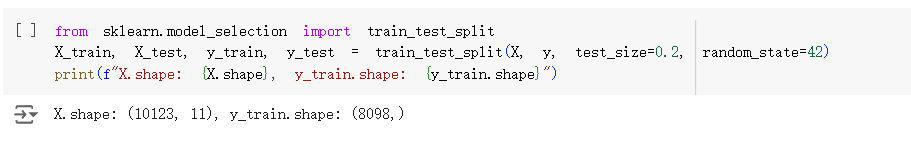 [ ] from sklearn.model_selection import train_test_split
X_train, X_test, y_train, y_test = train_test_split(X, y, test_size=0.2, random_state=42)
print(f"X.shape: {X.shape}, y_train.shape: {y_train.shape}")
X.shape: (10123, 11), y_train.shape: (8098,)